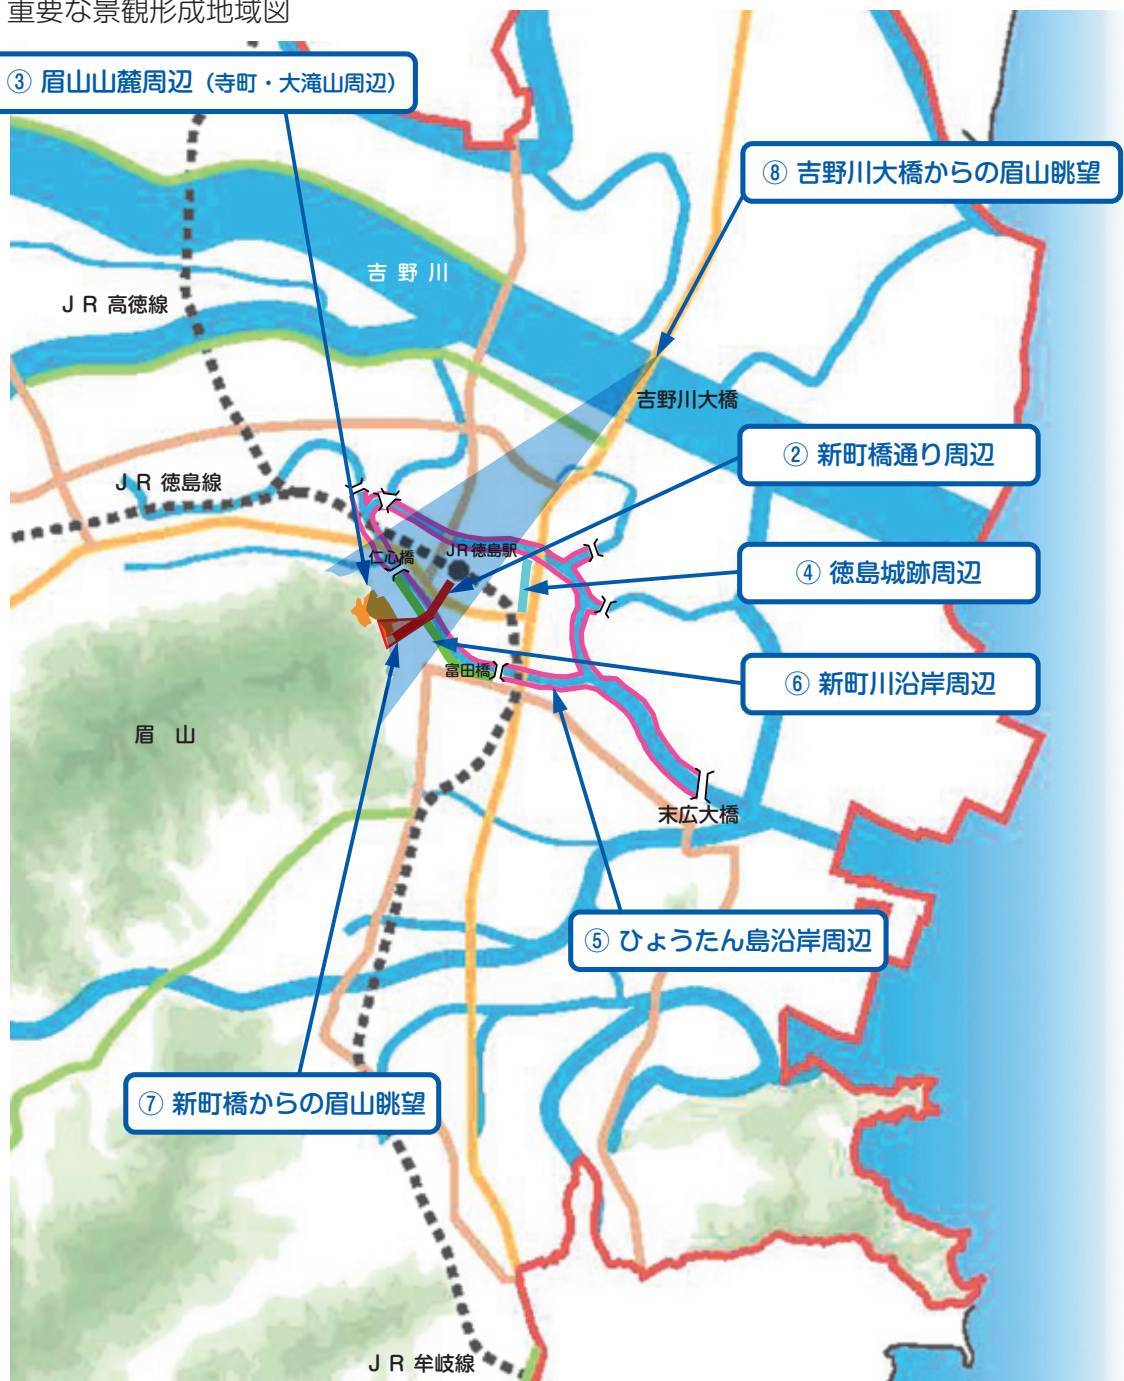 重要な景観形成地域図
③ 眉山山麓周辺（寺町・大滝山周辺）
⑧ 吉野川大橋からの眉山眺望
吉野川
JR 高徳線
吉野川大橋
② 新町橋通り周辺
JR 徳島線
仁心橋
JR徳島駅
④ 徳島城跡周辺
富田橋
⑥ 新町川沿岸周辺
眉山
末広大橋
⑤ ひょうたん島沿岸周辺
⑦ 新町橋からの眉山眺望
JR 牟岐線